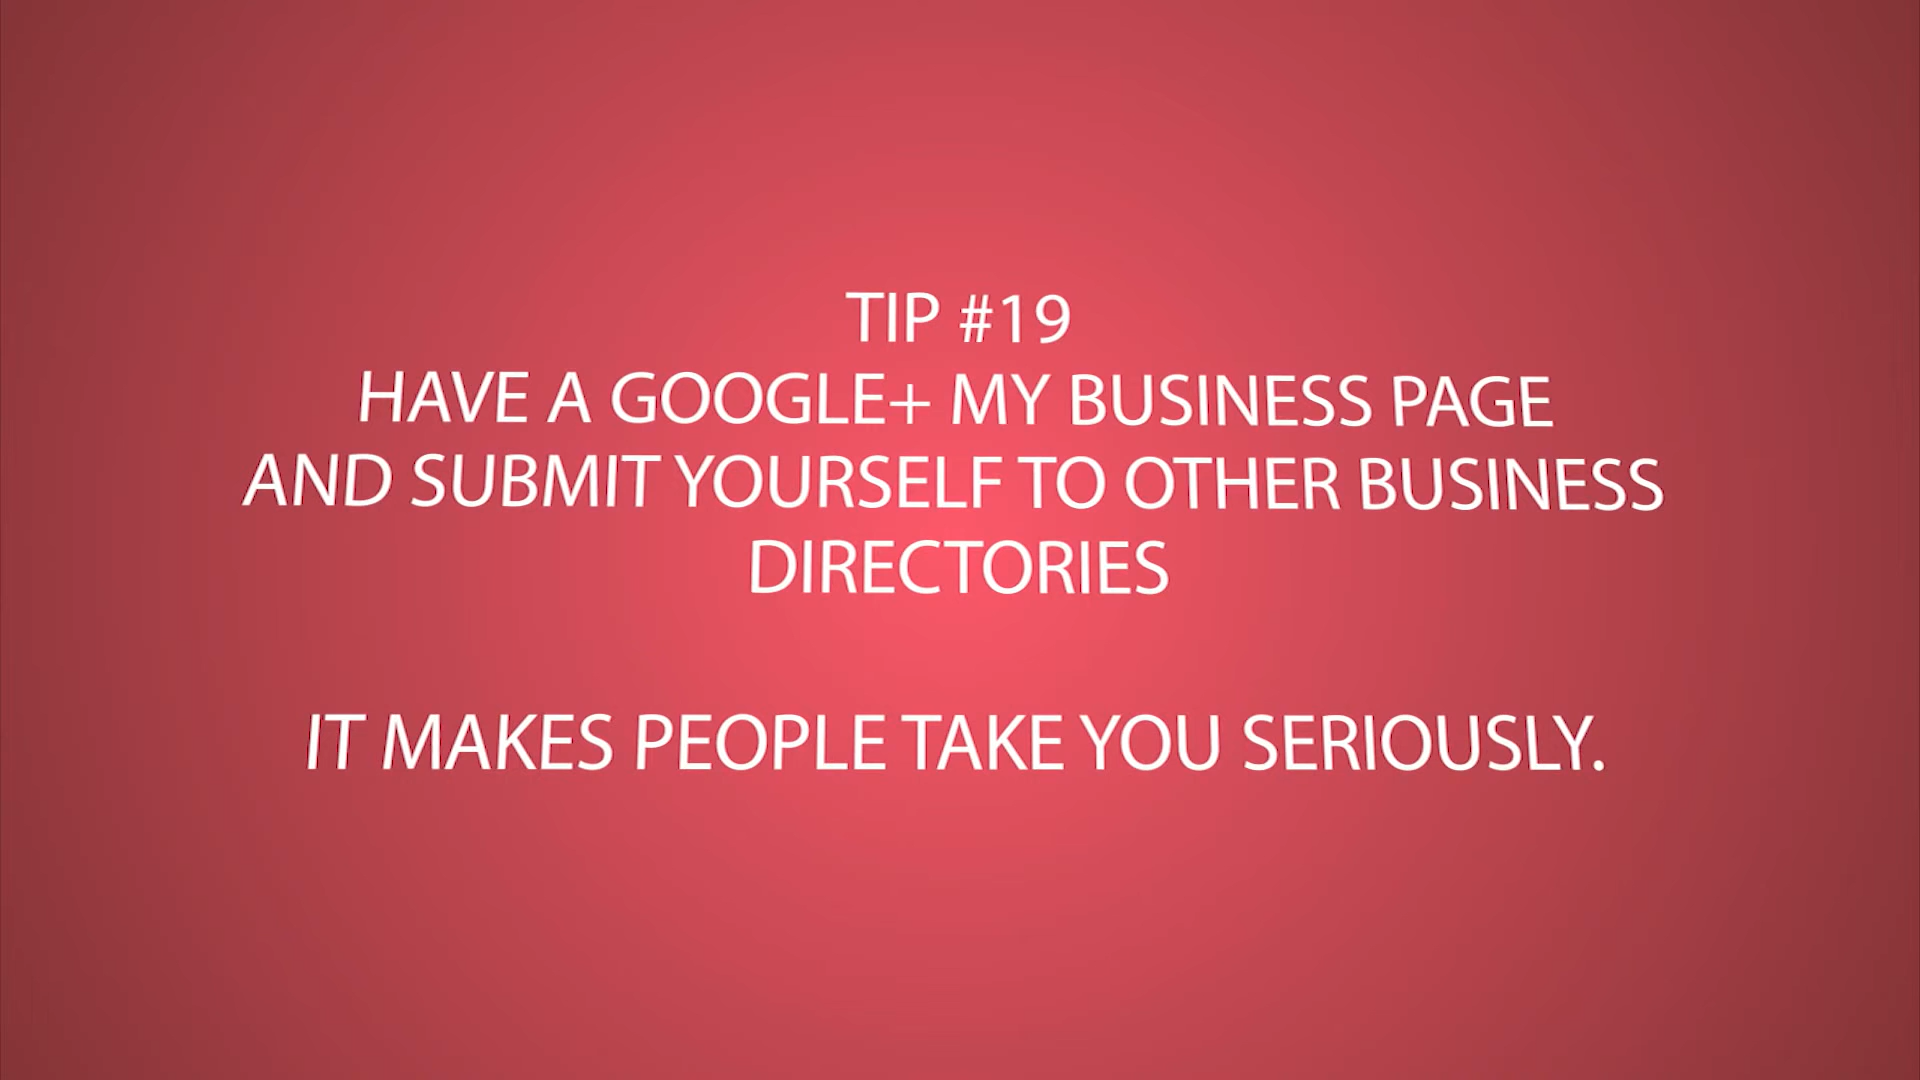 TIP #19
HAVE A GOOGLE+ MY BUSINESS PAGE
AND SUBMIT YOURSELF TO OTHER BUSINESS
DIRECTORIES
IT MAKES PEOPLE TAKE YOU SERIOUSLY.